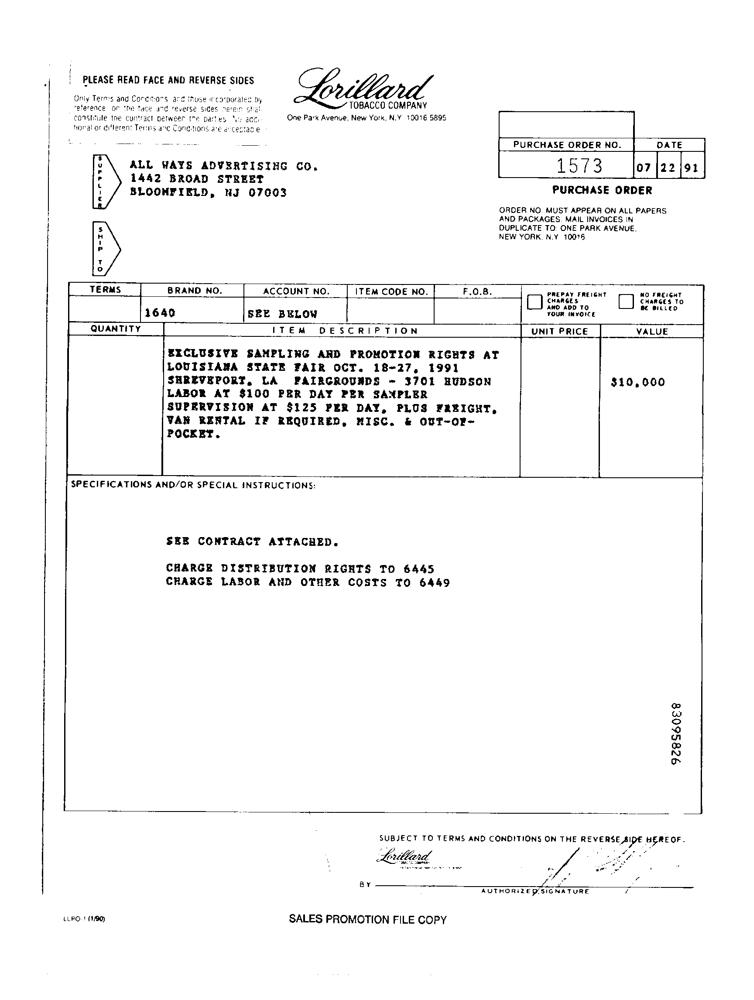 PLEASE READ FACE AND REVERSE SIDES
Only Terms and Conditions and those incorporated by
reference on the face and reverse sides herein shall
constitute the contract between the parties. No addi-
tional or different Terms and Conditions are acceptable.
Lorillard
TOBACCO COMPANY
One Park Avenue, New York, N.Y. 10016 5895
PURCHASE ORDER NO. DATE
1573 07 22 91
PURCHASE ORDER
ORDER NO. MUST APPEAR ON ALL PAPERS
AND PACKAGES. MAIL INVOICES IN
DUPLICATE TO: ONE PARK AVENUE,
NEW YORK, N.Y. 10016
SUPPLIER
ALL WAYS ADVERTISING CO.
1442 BROAD STREET
BLOOMFIELD, NJ 07003
SHIP TO
TERMS BRAND NO. ACCOUNT NO. ITEM CODE NO. F.O.B.
PREPAY FREIGHT
CHARGES
AND ADD TO
YOUR INVOICE
NO FREIGHT
CHARGES TO
BE BILLED
1640 SEE BELOW
QUANTITY ITEM DESCRIPTION UNIT PRICE VALUE
EXCLUSIVE SAMPLING AND PROMOTION RIGHTS AT
LOUISIANA STATE FAIR OCT. 18-27, 1991
SHREVEPORT, LA FAIRGROUNDS - 3701 HUDSON
LABOR AT $100 PER DAY PER SAMPLER
SUPERVISION AT $125 PER DAY, PLUS FREIGHT,
VAN RENTAL IF REQUIRED, MISC. & OUT-OF-
POCKET.
$10,000
SPECIFICATIONS AND/OR SPECIAL INSTRUCTIONS:
SEE CONTRACT ATTACHED.
CHARGE DISTRIBUTION RIGHTS TO 6445
CHARGE LABOR AND OTHER COSTS TO 6449
83095826
SUBJECT TO TERMS AND CONDITIONS ON THE REVERSE SIDE HEREOF.
Lorillard
BY
AUTHORIZED SIGNATURE
LLPO-1 (1/90)
SALES PROMOTION FILE COPY